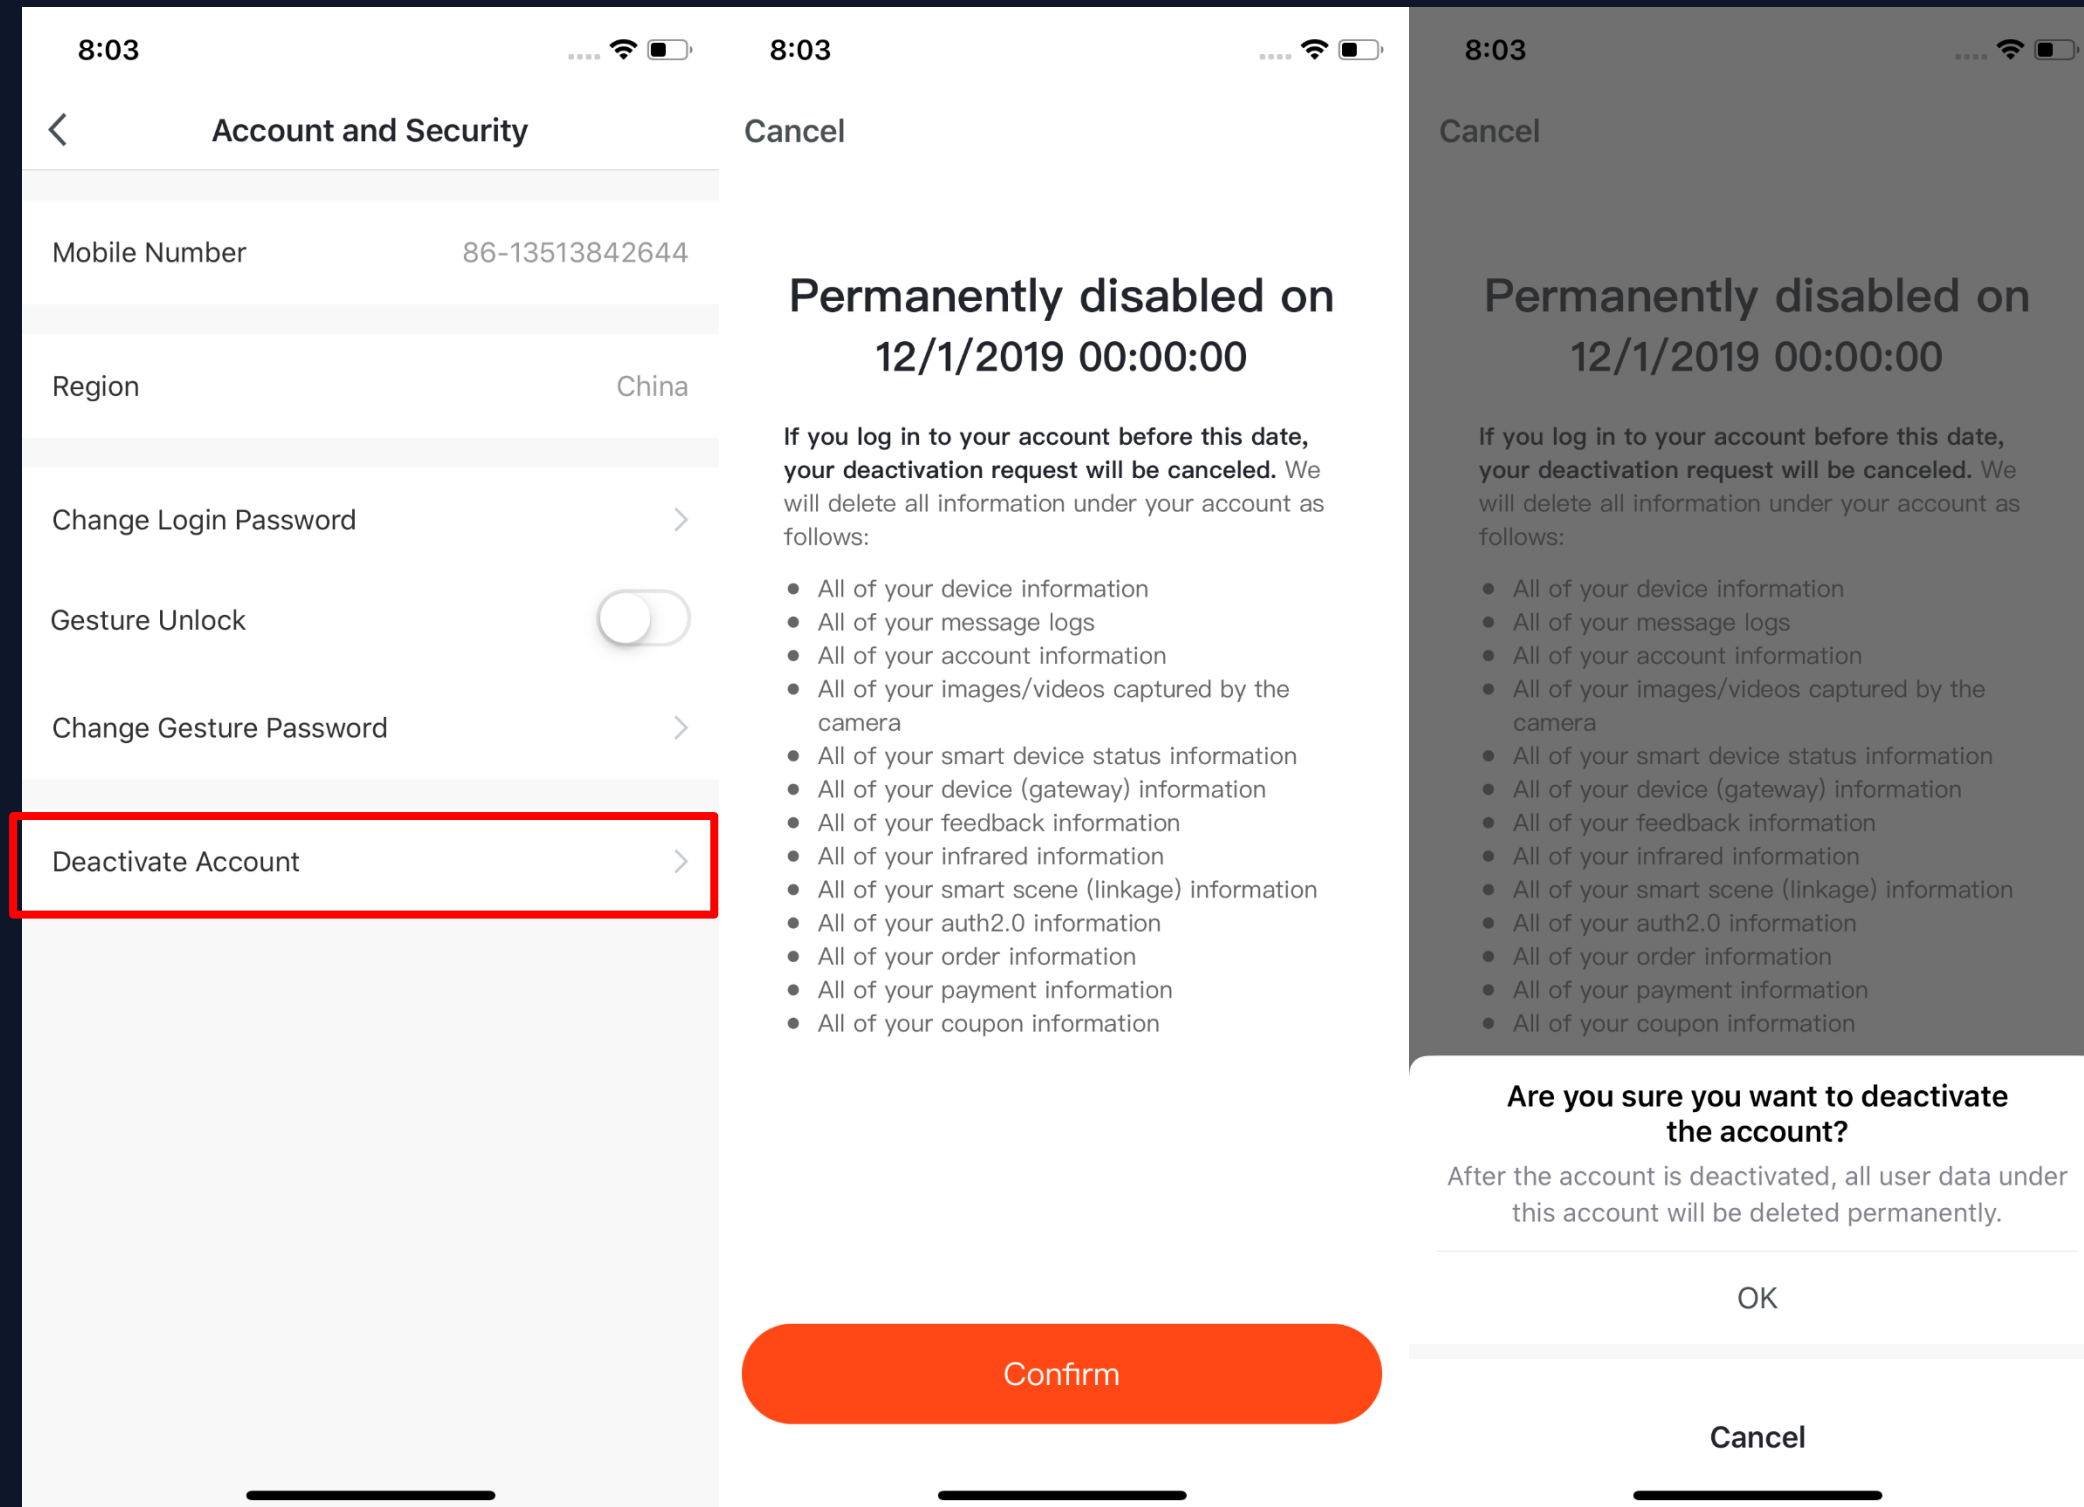 8:03
Account and Security
Mobile Number 86-13513842644
Region China
Change Login Password
Gesture Unlock
Change Gesture Password
Deactivate Account
8:03
Cancel
Permanently disabled on
12/1/2019 00:00:00
If you log in to your account before this date,
your deactivation request will be canceled. We
will delete all information under your account as
follows:
• All of your device information
• All of your message logs
• All of your account information
• All of your images/videos captured by the
camera
• All of your smart device status information
• All of your device (gateway) information
• All of your feedback information
• All of your infrared information
• All of your smart scene (linkage) information
• All of your auth2.0 information
• All of your order information
• All of your payment information
• All of your coupon information
Confirm
8:03
Cancel
Permanently disabled on
12/1/2019 00:00:00
If you log in to your account before this date,
your deactivation request will be canceled. We
will delete all information under your account as
follows:
• All of your device information
• All of your message logs
• All of your account information
• All of your images/videos captured by the
camera
• All of your smart device status information
• All of your device (gateway) information
• All of your feedback information
• All of your infrared information
• All of your smart scene (linkage) information
• All of your auth2.0 information
• All of your order information
• All of your payment information
• All of your coupon information
Are you sure you want to deactivate
the account?
After the account is deactivated, all user data under
this account will be deleted permanently.
OK
Cancel